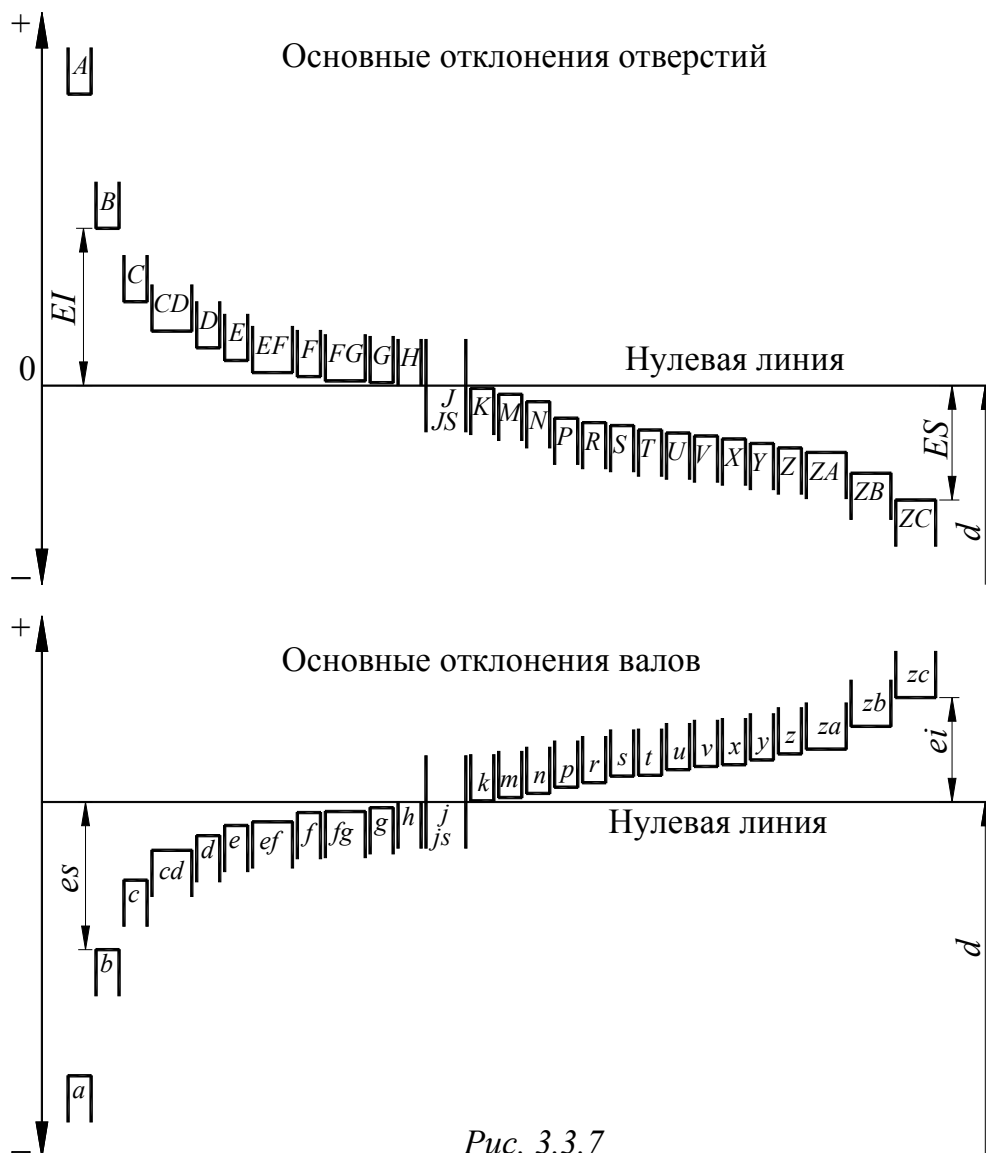 +
Основные отклонения отверстий
A
B
C
CD
D
E
EF
F
FG
G
H
J
JS
K
M
N
P
R
S
T
U
V
X
Y
Z
ZA
ZB
ZC
EI
0
Нулевая линия
ES
d
−
+
Основные отклонения валов
zc
zb
za
z
y
x
v
u
t
s
r
p
n
m
k
j
js
h
g
fg
f
ef
e
d
cd
c
b
a
ei
es
Нулевая линия
d
−
Рис. 3.3.7